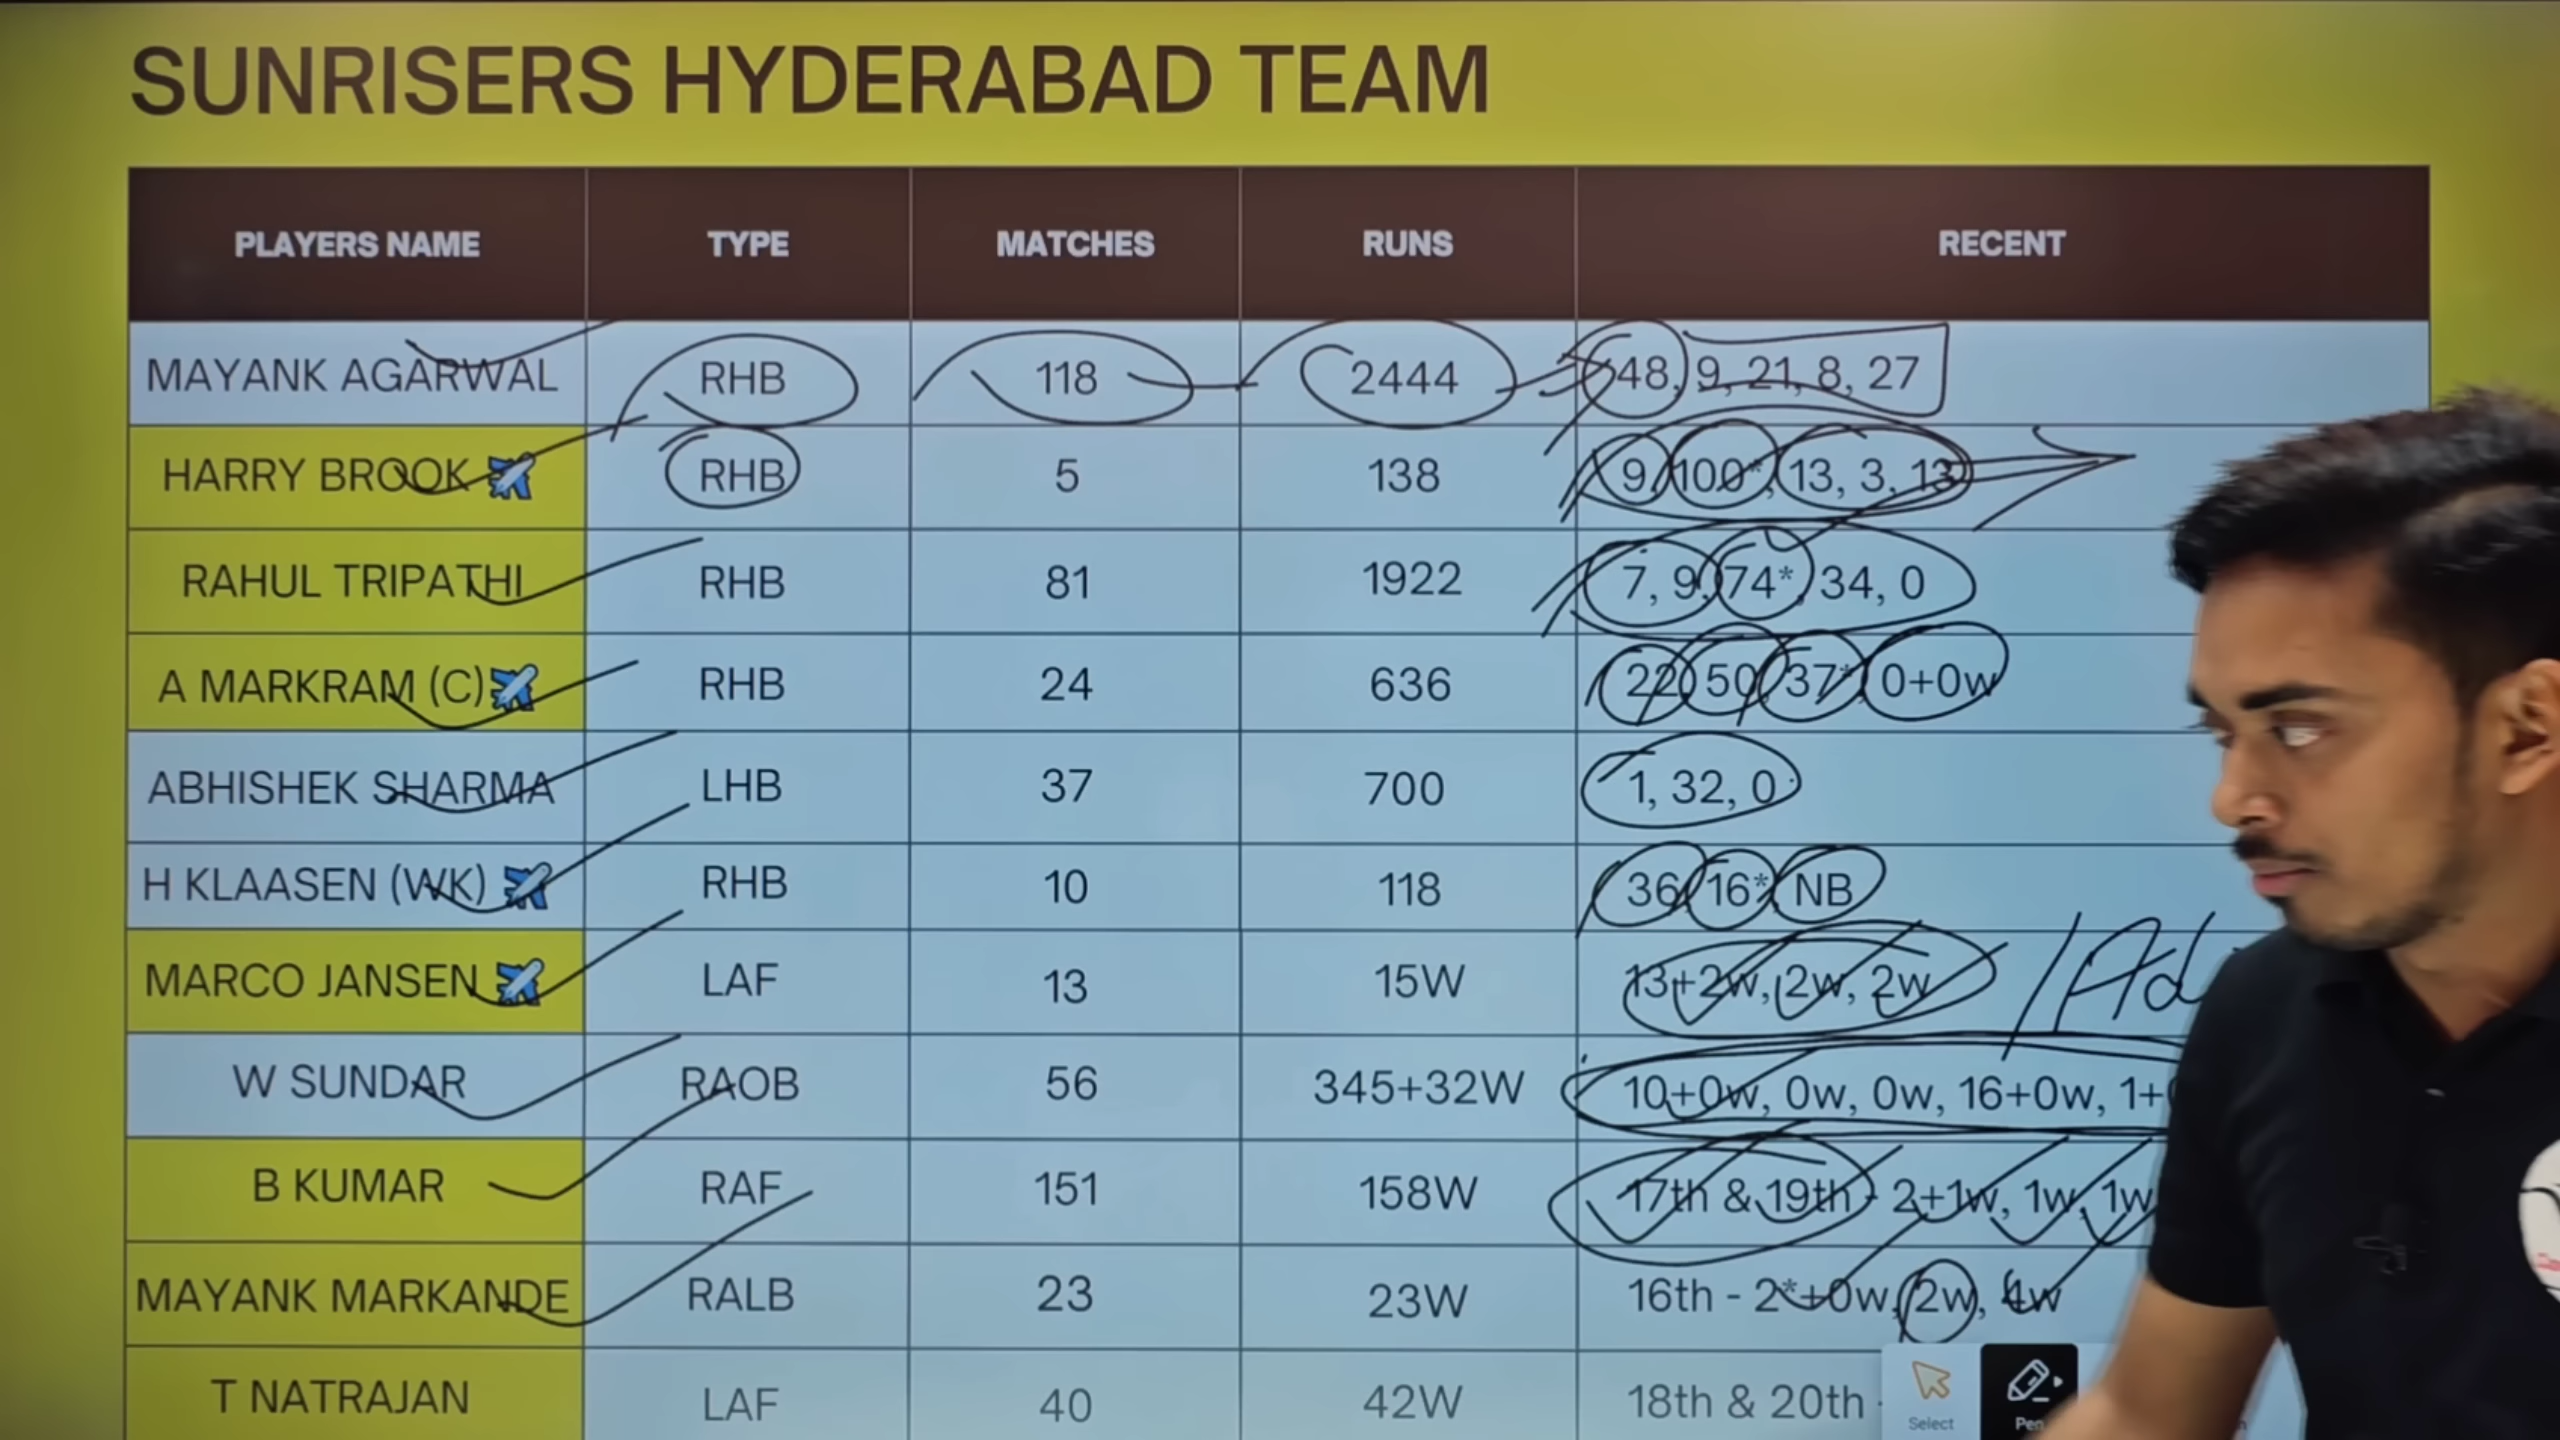 SUNRISERS HYDERABAD TEAM
PLAYERS NAME TYPE MATCHES RUNS RECENT
MAYANK AGARWAL RHB 118 2444 48, 9, 21, 8, 27
HARRY BROOK RHB 5 138 9, 100*, 13, 3, 13
RAHUL TRIPATHI RHB 81 1922 7, 9, 74*, 34, 0
A MARKRAM (C) RHB 24 636 22, 50, 37*, 0+0w
ABHISHEK SHARMA LHB 37 700 1, 32, 0
H KLAASEN (WK) RHB 10 118 36, 16*, NB
MARCO JANSEN LAF 13 15W 13+2w, 2w, 2w / Ad
W SUNDAR RAOB 56 345+32W 10+0w, 0w, 0w, 16+0w, 1+
B KUMAR RAF 151 158W 17th & 19th - 2+1w, 1w, 1w
MAYANK MARKANDE RALB 23 23W 16th - 2*+0w, 2w, 4w
T NATRAJAN LAF 40 42W 18th & 20th -
Select Pen